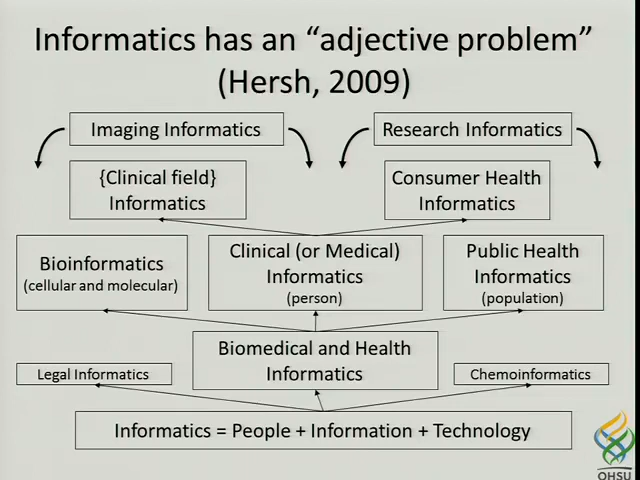 Informatics has an “adjective problem”
(Hersh, 2009)
Imaging Informatics
Research Informatics
{Clinical field}
Informatics
Consumer Health
Informatics
Bioinformatics
(cellular and molecular)
Clinical (or Medical)
Informatics
(person)
Public Health
Informatics
(population)
Biomedical and Health
Informatics
Legal Informatics
Chemoinformatics
Informatics = People + Information + Technology
OHSU